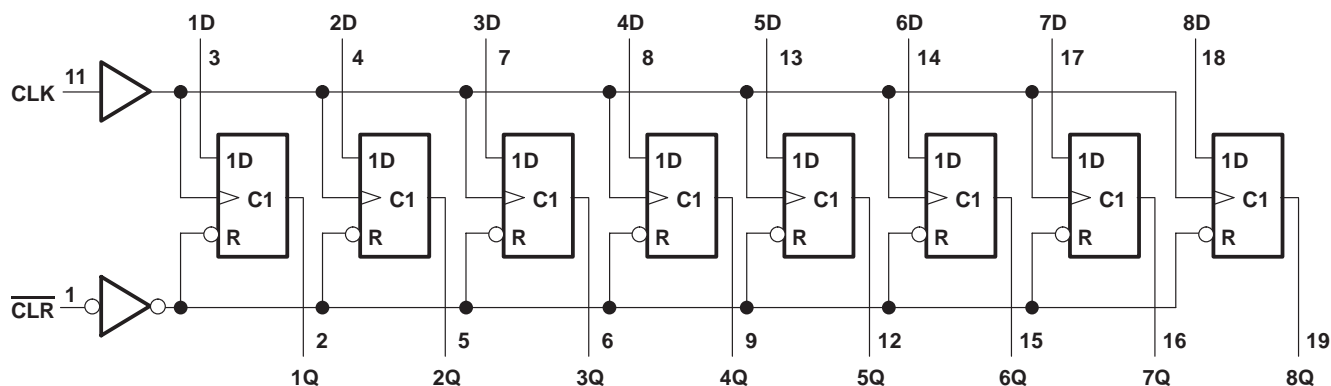 1D 2D 3D 4D 5D 6D 7D 8D
3 4 7 8 13 14 17 18
CLK 11
1D 1D 1D 1D 1D 1D 1D 1D
C1 C1 C1 C1 C1 C1 C1 C1
R R R R R R R R
CLR 1
2 5 6 9 12 15 16 19
1Q 2Q 3Q 4Q 5Q 6Q 7Q 8Q